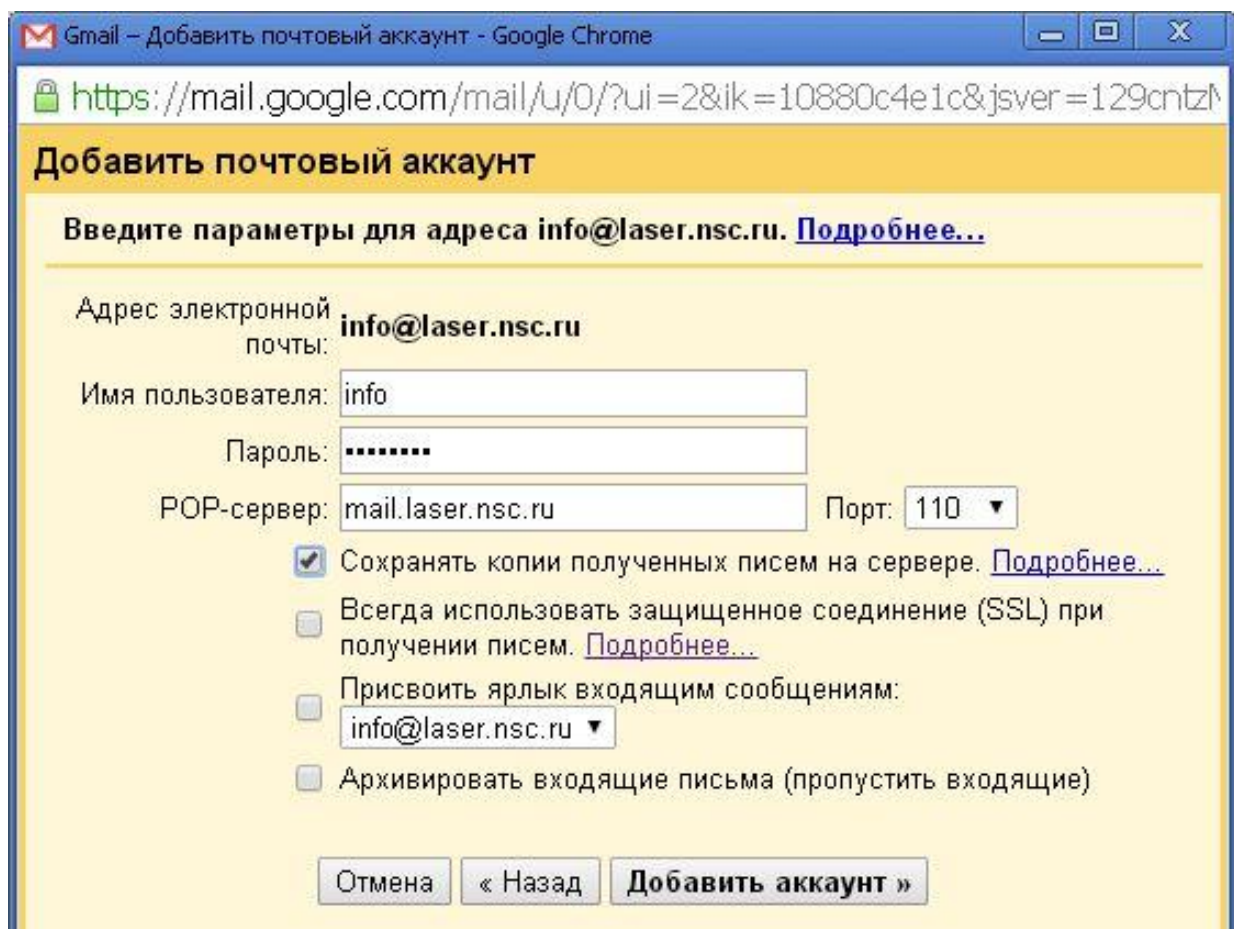 Gmail – Добавить почтовый аккаунт - Google Chrome
https://mail.google.com/mail/u/0/?ui=2&ik=10880c4e1c&jsver=129cntzN
Добавить почтовый аккаунт
Введите параметры для адреса info@laser.nsc.ru. Подробнее...
Адрес электронной
почты: info@laser.nsc.ru
Имя пользователя: info
Пароль: ••••••••
POP-сервер: mail.laser.nsc.ru Порт: 110
Сохранять копии полученных писем на сервере. Подробнее...
Всегда использовать защищенное соединение (SSL) при
получении писем. Подробнее...
Присвоить ярлык входящим сообщениям:
info@laser.nsc.ru
Архивировать входящие письма (пропустить входящие)
Отмена « Назад Добавить аккаунт »